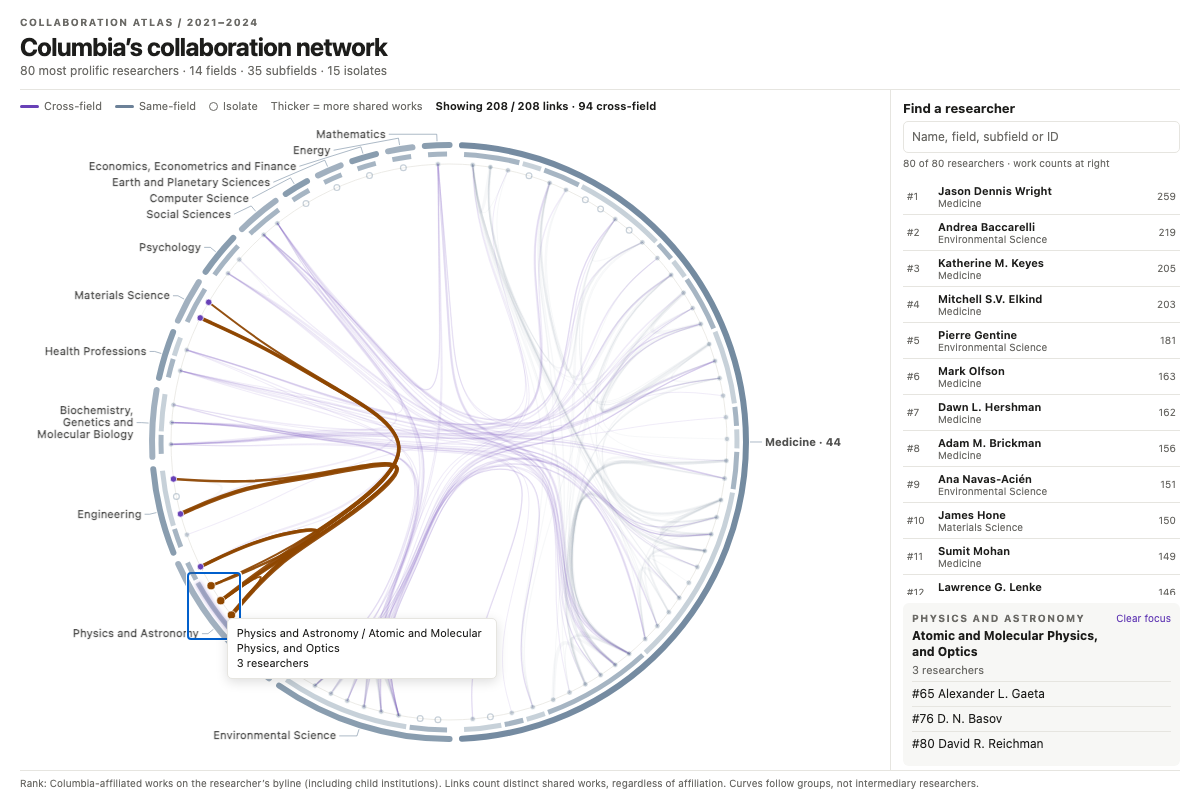 COLLABORATION ATLAS / 2021–2024
Columbia’s collaboration network
80 most prolific researchers · 14 fields · 35 subfields · 15 isolates
Cross-field
Same-field
Isolate
Thicker = more shared works
Showing 208 / 208 links · 94 cross-field
Mathematics
Energy
Economics, Econometrics and Finance
Earth and Planetary Sciences
Computer Science
Social Sciences
Psychology
Materials Science
Health Professions
Biochemistry,
Genetics and
Molecular Biology
Engineering
Physics and Astronomy
Environmental Science
Medicine · 44
Physics and Astronomy / Atomic and Molecular
Physics, and Optics
3 researchers
Find a researcher
Name, field, subfield or ID
80 of 80 researchers · work counts at right
#1 Jason Dennis Wright 259
Medicine
#2 Andrea Baccarelli 219
Environmental Science
#3 Katherine M. Keyes 205
Medicine
#4 Mitchell S.V. Elkind 203
Medicine
#5 Pierre Gentine 181
Environmental Science
#6 Mark Olfson 163
Medicine
#7 Dawn L. Hershman 162
Medicine
#8 Adam M. Brickman 156
Medicine
#9 Ana Navas-Acién 151
Environmental Science
#10 James Hone 150
Materials Science
#11 Sumit Mohan 149
Medicine
#12 Lawrence G. Lenke 146
PHYSICS AND ASTRONOMY
Clear focus
Atomic and Molecular Physics,
and Optics
3 researchers
#65 Alexander L. Gaeta
#76 D. N. Basov
#80 David R. Reichman
Rank: Columbia-affiliated works on the researcher’s byline (including child institutions). Links count distinct shared works, regardless of affiliation. Curves follow groups, not intermediary researchers.